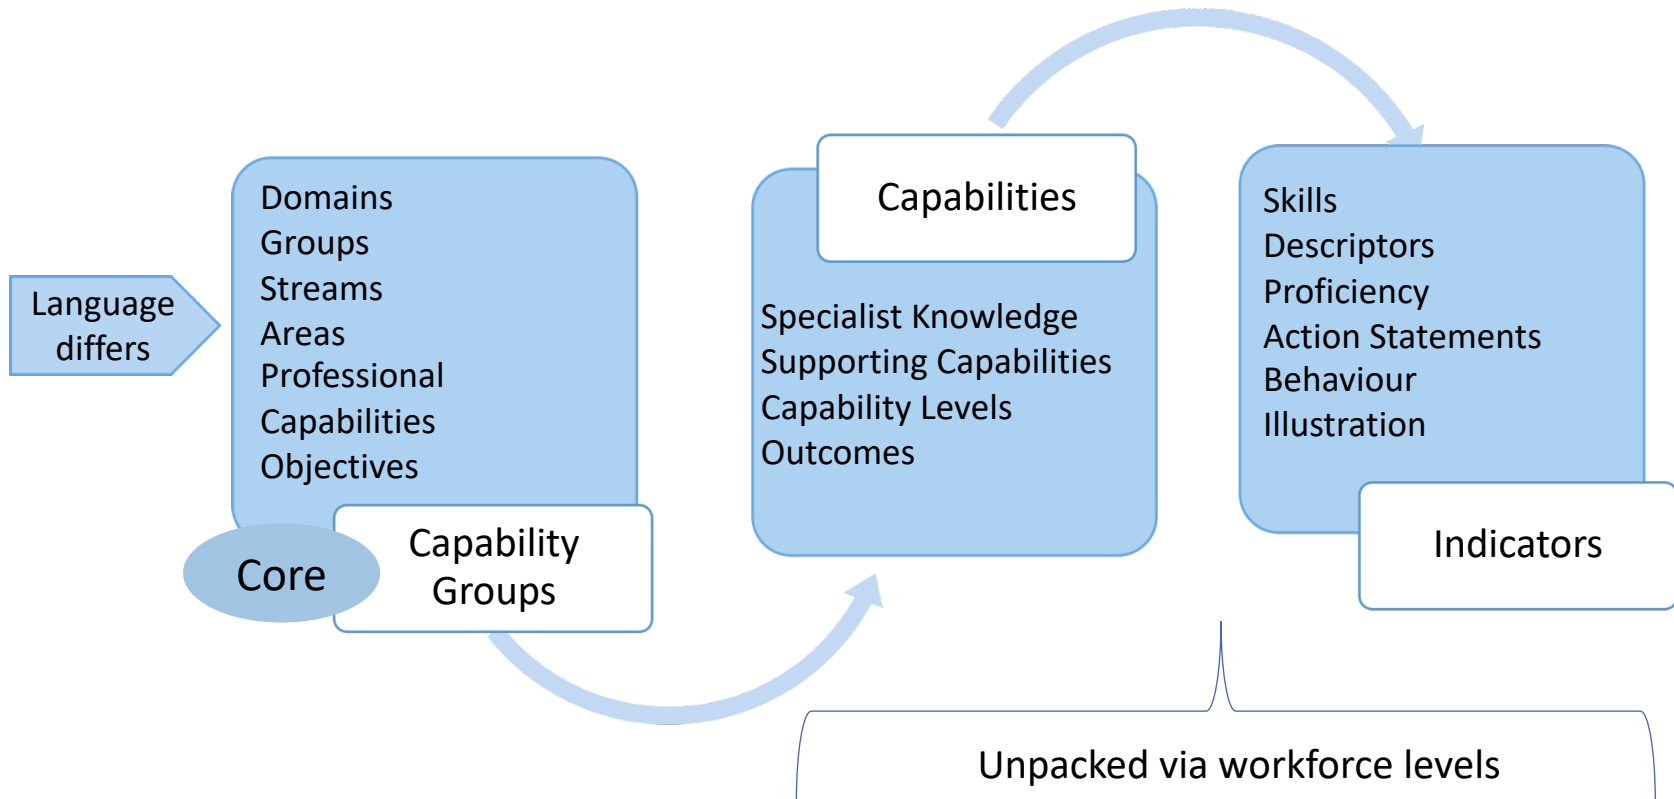 Language
differs
Domains
Groups
Streams
Areas
Professional
Capabilities
Objectives
Core
Capability
Groups
Capabilities
Specialist Knowledge
Supporting Capabilities
Capability Levels
Outcomes
Skills
Descriptors
Proficiency
Action Statements
Behaviour
Illustration
Indicators
Unpacked via workforce levels